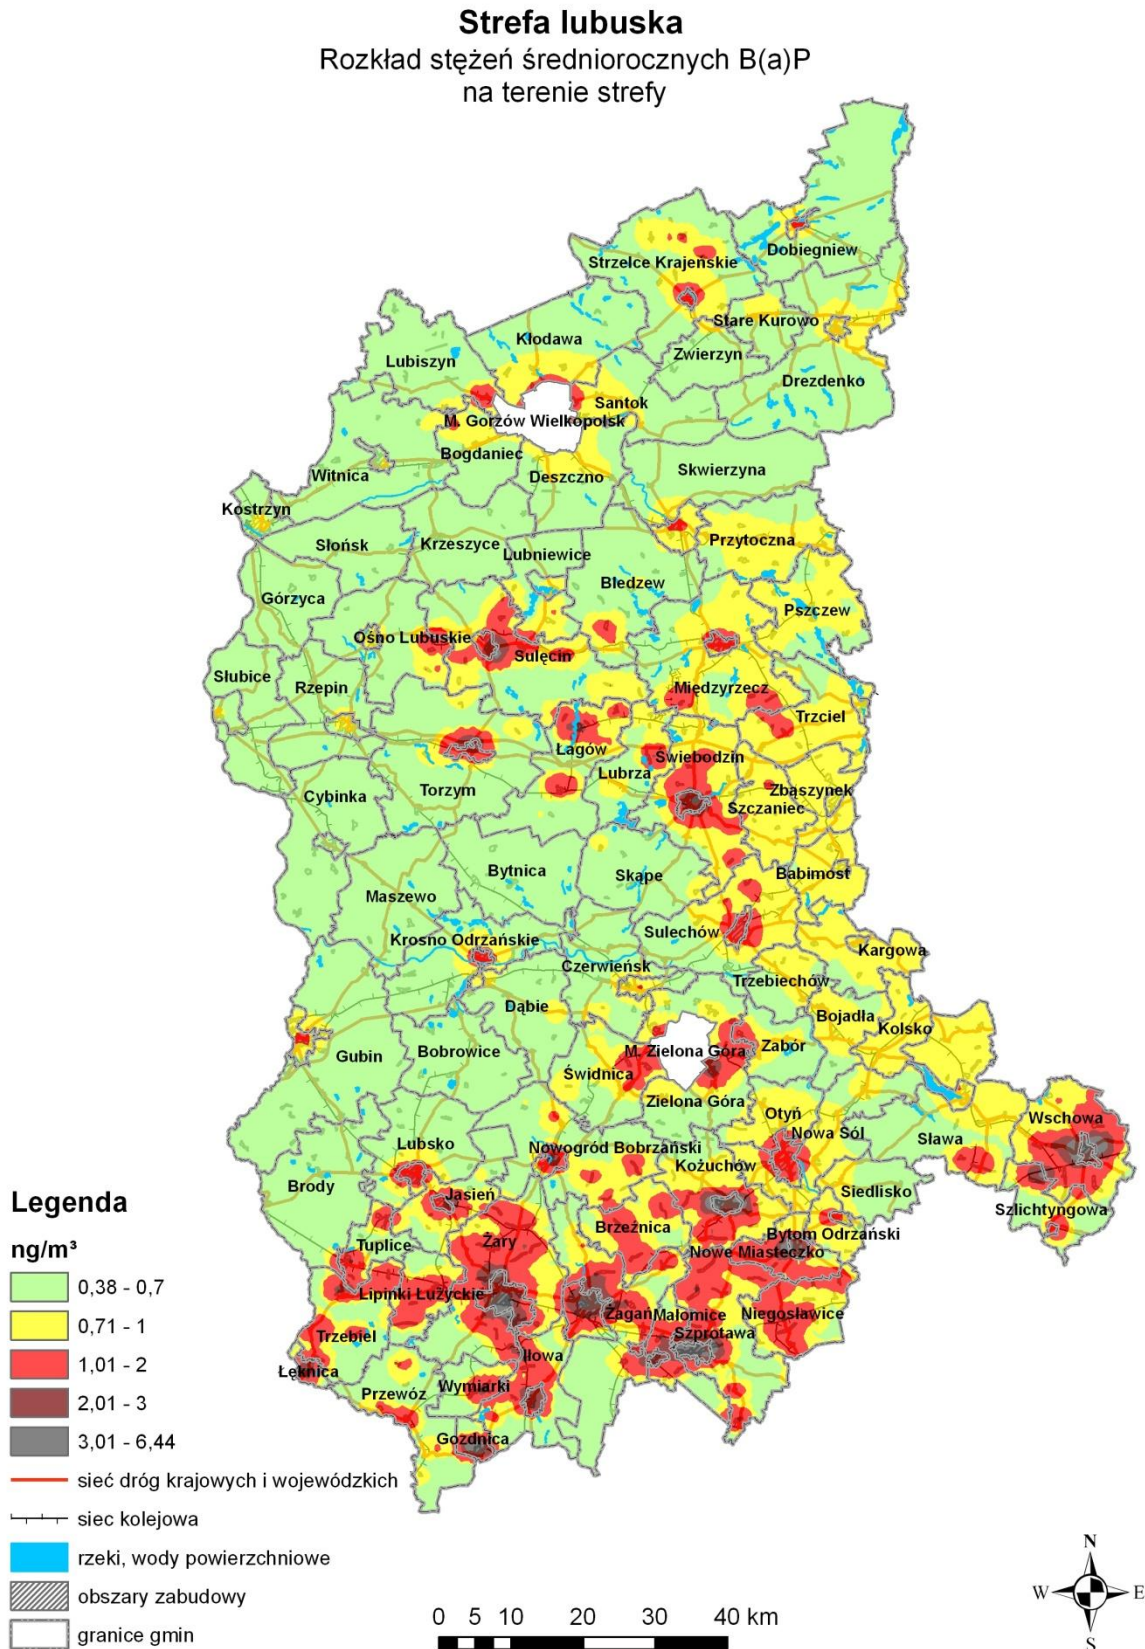 Strefa lubuska
Rozkład stężeń średniorocznych B(a)P
na terenie strefy
Dobiegniew
Strzelce Krajeńskie
Stare Kurowo
Kłodawa
Zwierzyn
Lubiszyn
Drezdenko
Santok
M. Gorzów Wielkopolsk
Bogdaniec
Skwierzyna
Witnica
Deszczno
Kostrzyn
Przytoczna
Słońsk
Krzeszyce
Lubniewice
Bledzew
Górzyca
Pszczew
Ośno Lubuskie
Sulęcin
Słubice
Rzepin
Międzyrzecz
Trzciel
Łagów
Świebodzin
Lubrza
Cybinka
Torzym
Zbąszynek
Szczaniec
Bytnica
Skąpe
Babimost
Maszewo
Krosno Odrzańskie
Sulechów
Kargowa
Czerwieńsk
Trzebiechów
Dąbie
Bojadła
Kolsko
Gubin
Bobrowice
M. Zielona Góra
Zabór
Świdnica
Zielona Góra
Otyń
Wschowa
Nowa Sól
Sława
Lubsko
Nowogród Bobrzański
Kożuchów
Brody
Jasień
Siedlisko
Szlichtyngowa
Tuplice
Żary
Brzeźnica
Bytom Odrzański
Nowe Miasteczko
Lipinki Łużyckie
Żagań
Małomice
Niegosławice
Trzebiel
Szprotawa
Iłowa
Łęknica
Wymiarki
Przewóz
Gozdnica
Legenda
ng/m³
0,38 - 0,7
0,71 - 1
1,01 - 2
2,01 - 3
3,01 - 6,44
sieć dróg krajowych i wojewódzkich
siec kolejowa
rzeki, wody powierzchniowe
obszary zabudowy
granice gmin
0 5 10 20 30 40 km
N
W E
S